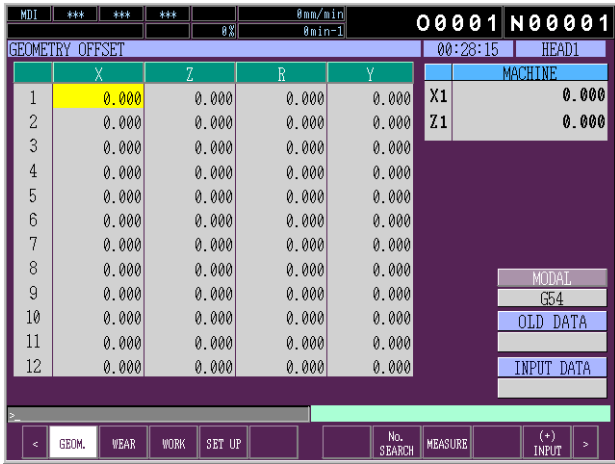 MDI *** *** *** 0mm/min O0001 N00001
0% 0min-1
GEOMETRY OFFSET 00:28:15 HEAD1
X Z R Y MACHINE
1 0.000 0.000 0.000 0.000 X1 0.000
2 0.000 0.000 0.000 0.000 Z1 0.000
3 0.000 0.000 0.000 0.000
4 0.000 0.000 0.000 0.000
5 0.000 0.000 0.000 0.000
6 0.000 0.000 0.000 0.000
7 0.000 0.000 0.000 0.000
8 0.000 0.000 0.000 0.000 MODAL
9 0.000 0.000 0.000 0.000 G54
10 0.000 0.000 0.000 0.000 OLD DATA
11 0.000 0.000 0.000 0.000
12 0.000 0.000 0.000 0.000 INPUT DATA
>_
< GEOM. WEAR WORK SET UP No. SEARCH MEASURE (+) INPUT >